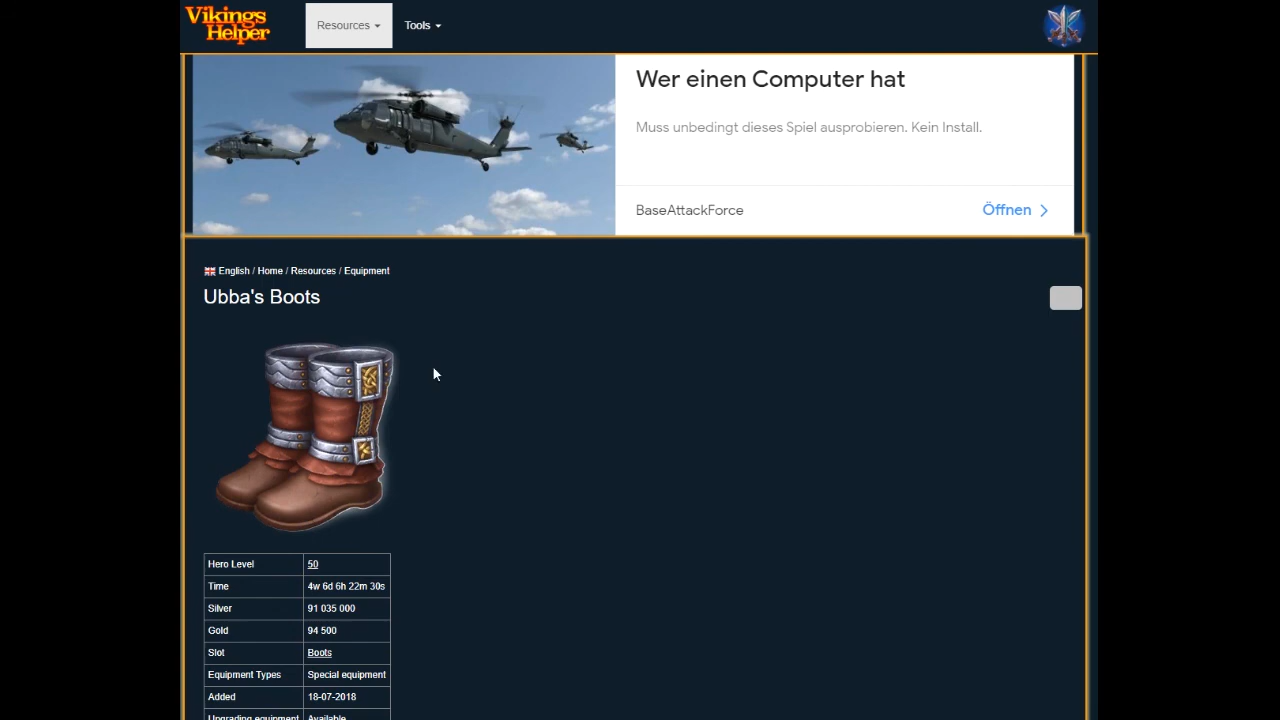 Vikings
Helper
Resources
Tools
Wer einen Computer hat
Muss unbedingt dieses Spiel ausprobieren. Kein Install.
BaseAttackForce
Öffnen
English / Home / Resources / Equipment
Ubba's Boots
Hero Level 50
Time 4w 6d 6h 22m 30s
Silver 91 035 000
Gold 94 500
Slot Boots
Equipment Types Special equipment
Added 18-07-2018
Upgrading equipment Available